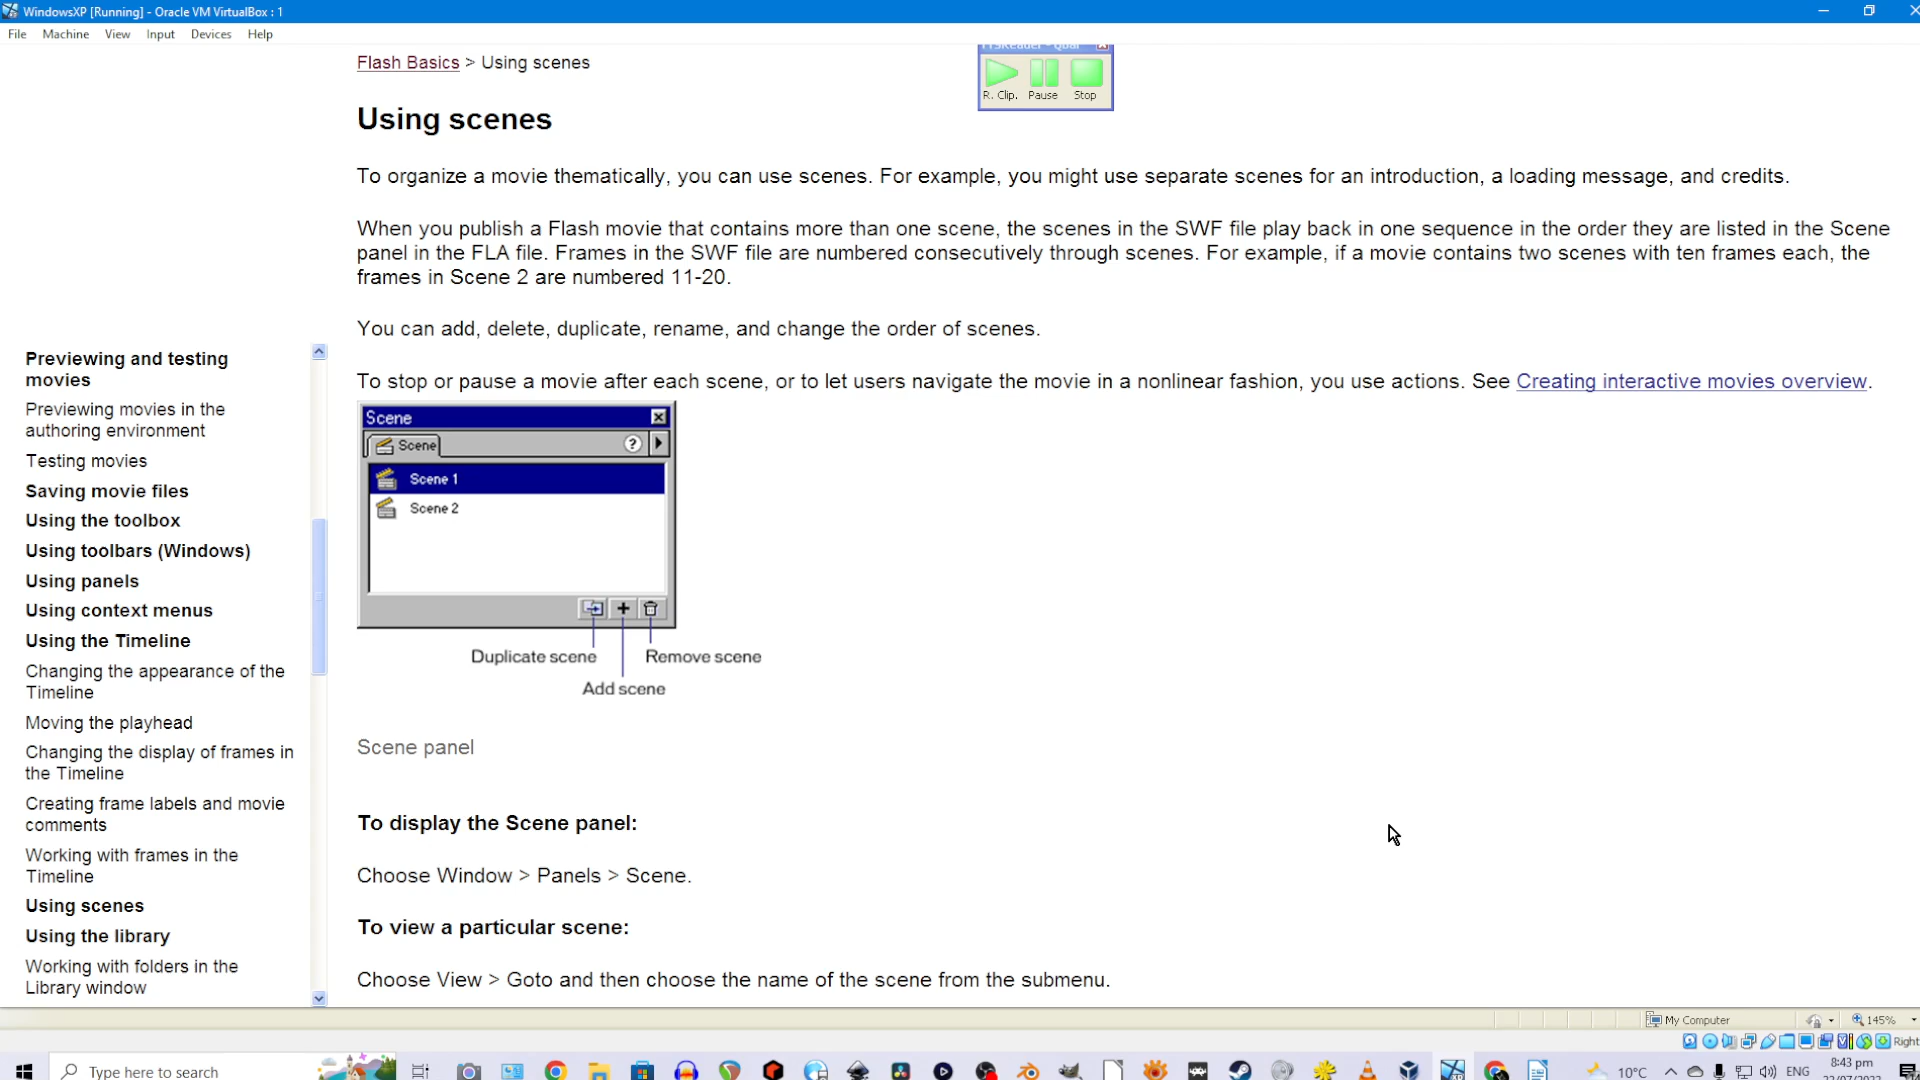 WindowsXP [Running] - Oracle VM VirtualBox : 1
File Machine View Input Devices Help
Flash Basics > Using scenes
R. Clip. Pause Stop
Using scenes
To organize a movie thematically, you can use scenes. For example, you might use separate scenes for an introduction, a loading message, and credits.
When you publish a Flash movie that contains more than one scene, the scenes in the SWF file play back in one sequence in the order they are listed in the Scene
panel in the FLA file. Frames in the SWF file are numbered consecutively through scenes. For example, if a movie contains two scenes with ten frames each, the
frames in Scene 2 are numbered 11-20.
You can add, delete, duplicate, rename, and change the order of scenes.
To stop or pause a movie after each scene, or to let users navigate the movie in a nonlinear fashion, you use actions. See Creating interactive movies overview.
Scene
Scene
Scene 1
Scene 2
Duplicate scene
Remove scene
Add scene
Scene panel
To display the Scene panel:
Choose Window > Panels > Scene.
To view a particular scene:
Choose View > Goto and then choose the name of the scene from the submenu.
Previewing and testing
movies
Previewing movies in the
authoring environment
Testing movies
Saving movie files
Using the toolbox
Using toolbars (Windows)
Using panels
Using context menus
Using the Timeline
Changing the appearance of the
Timeline
Moving the playhead
Changing the display of frames in
the Timeline
Creating frame labels and movie
comments
Working with frames in the
Timeline
Using scenes
Using the library
Working with folders in the
Library window
My Computer
145%
Right
Type here to search
10°C
ENG
8:43 pm